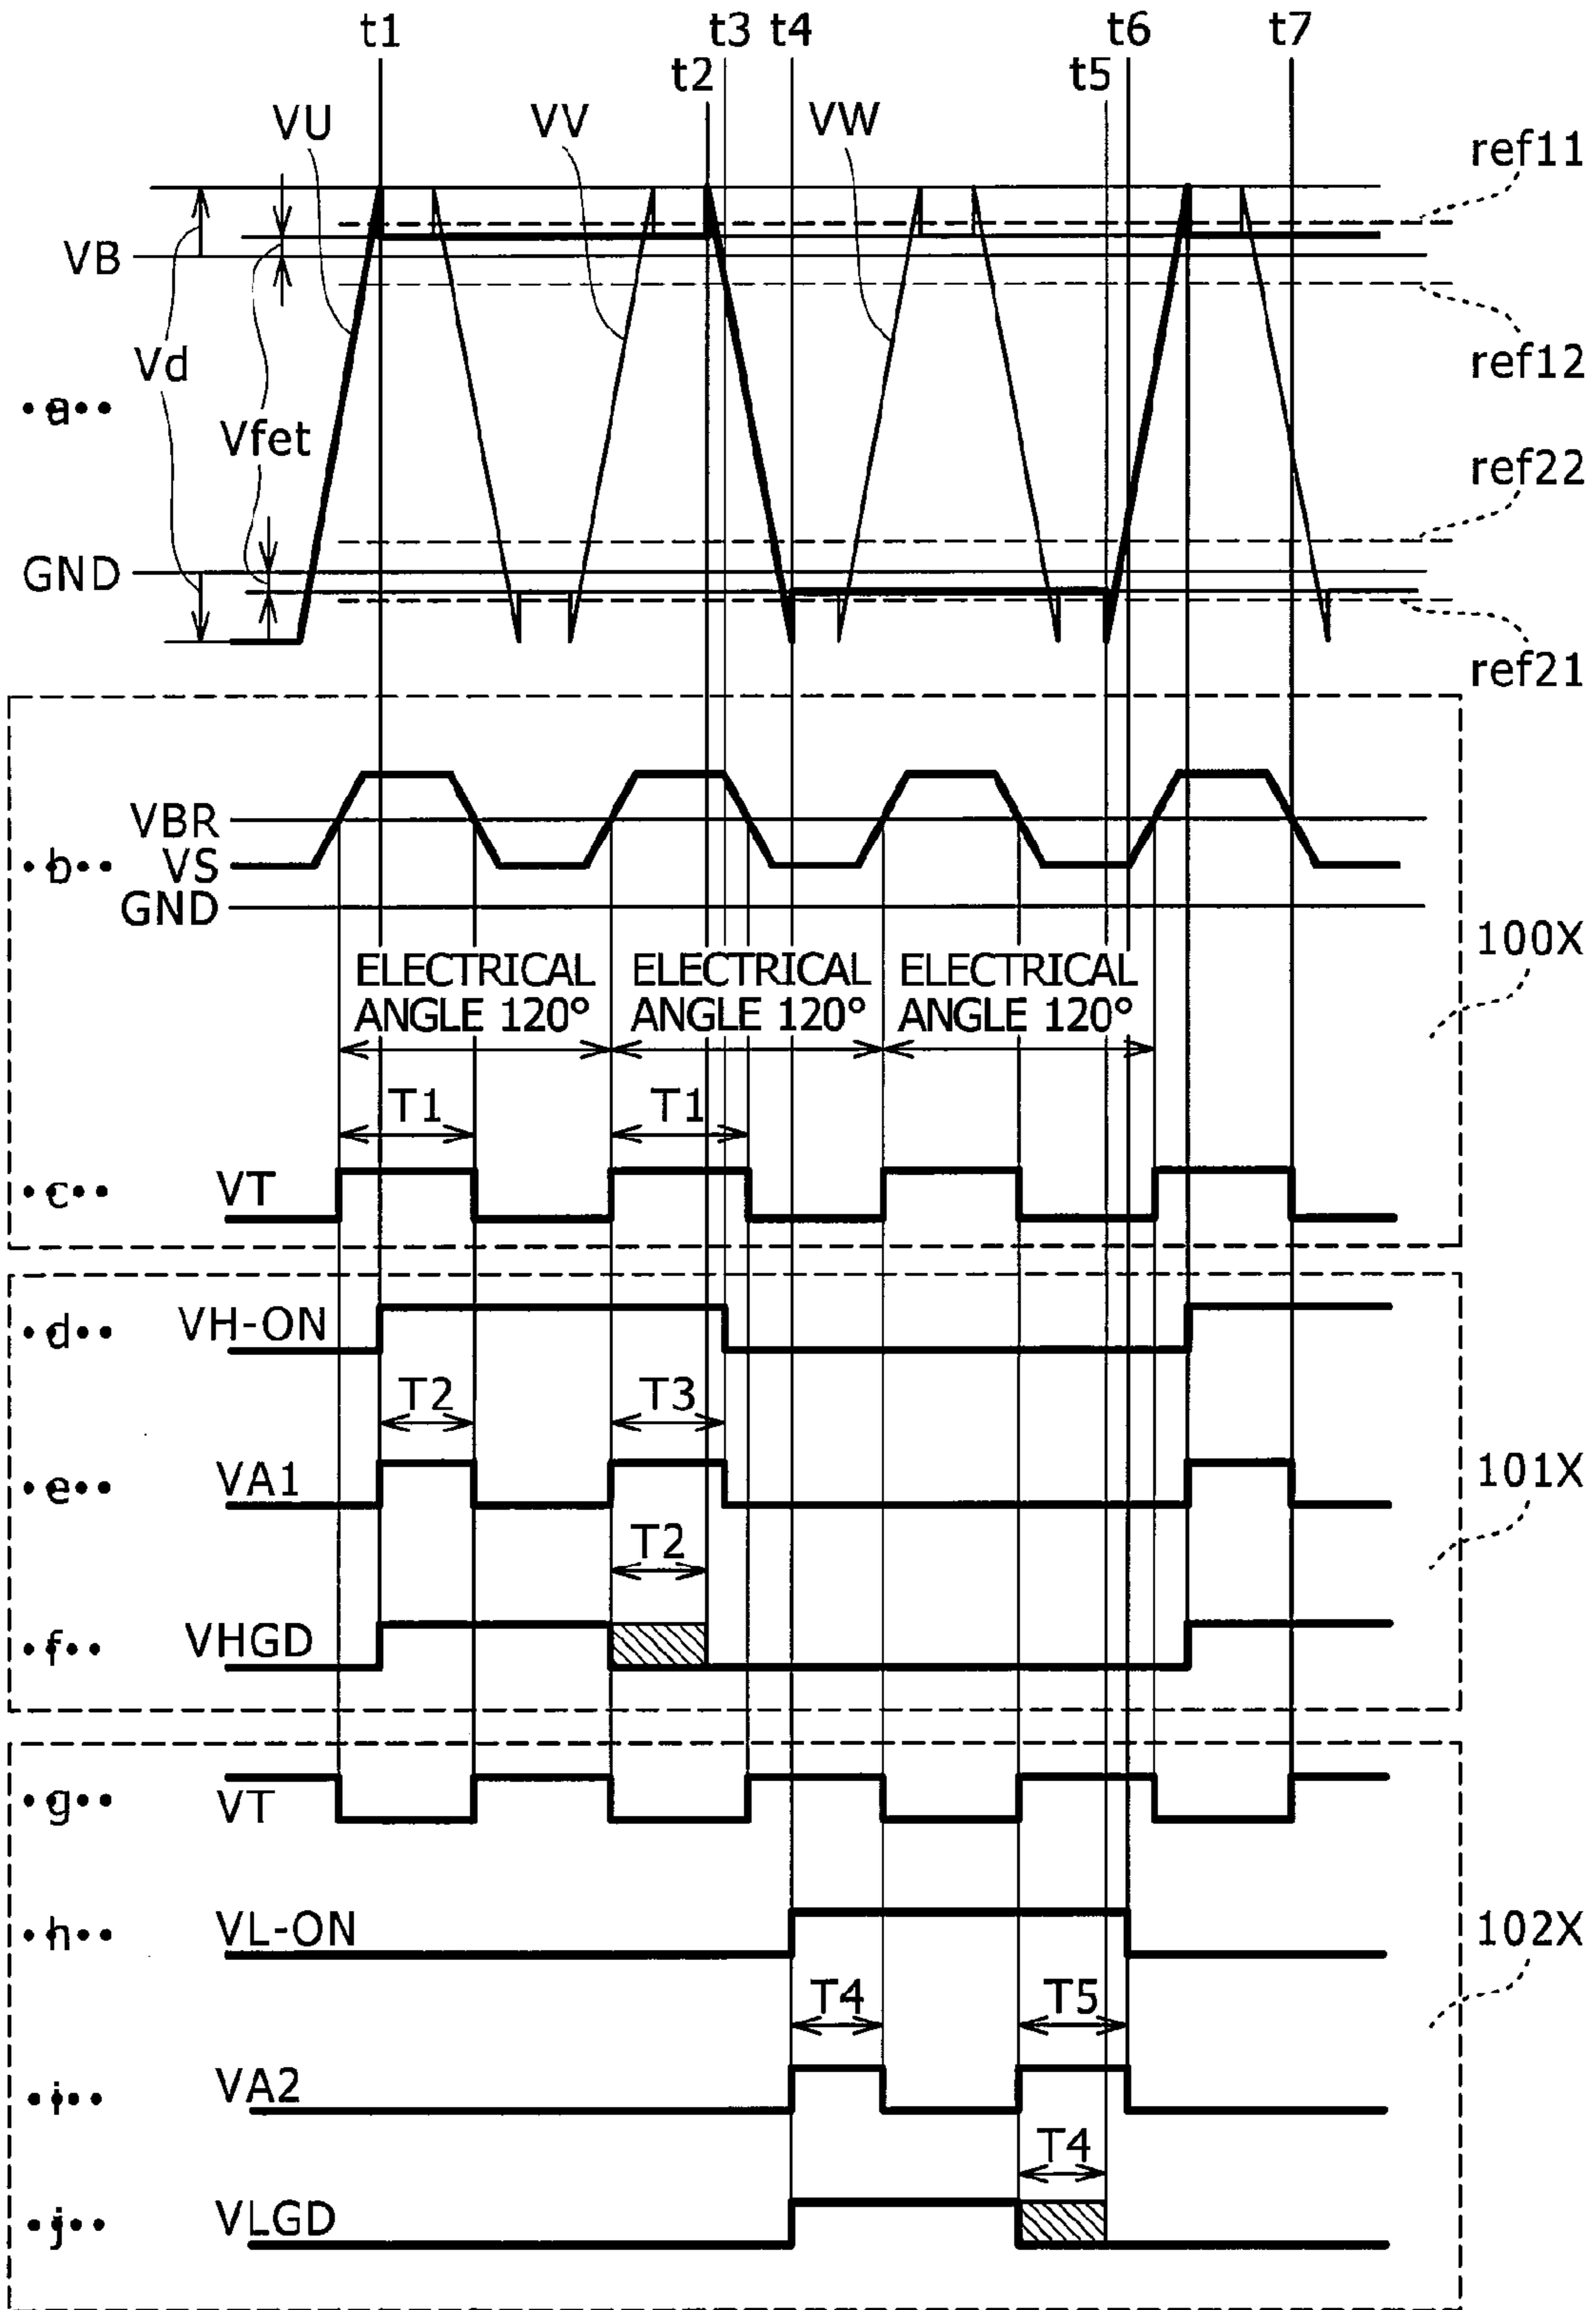 t1
t3 t4
t6
t7
t2
t5
VU
VV
VW
ref11
VB
ref12
Vd
••a••
Vfet
ref22
GND
ref21
VBR
••b••
VS
GND
100X
ELECTRICAL ANGLE 120°
ELECTRICAL ANGLE 120°
ELECTRICAL ANGLE 120°
T1
T1
••c••
VT
••d••
VH-ON
T2
T3
••e••
VA1
101X
T2
••f••
VHGD
••g••
VT
••h••
VL-ON
102X
T4
T5
••i••
VA2
T4
••j••
VLGD